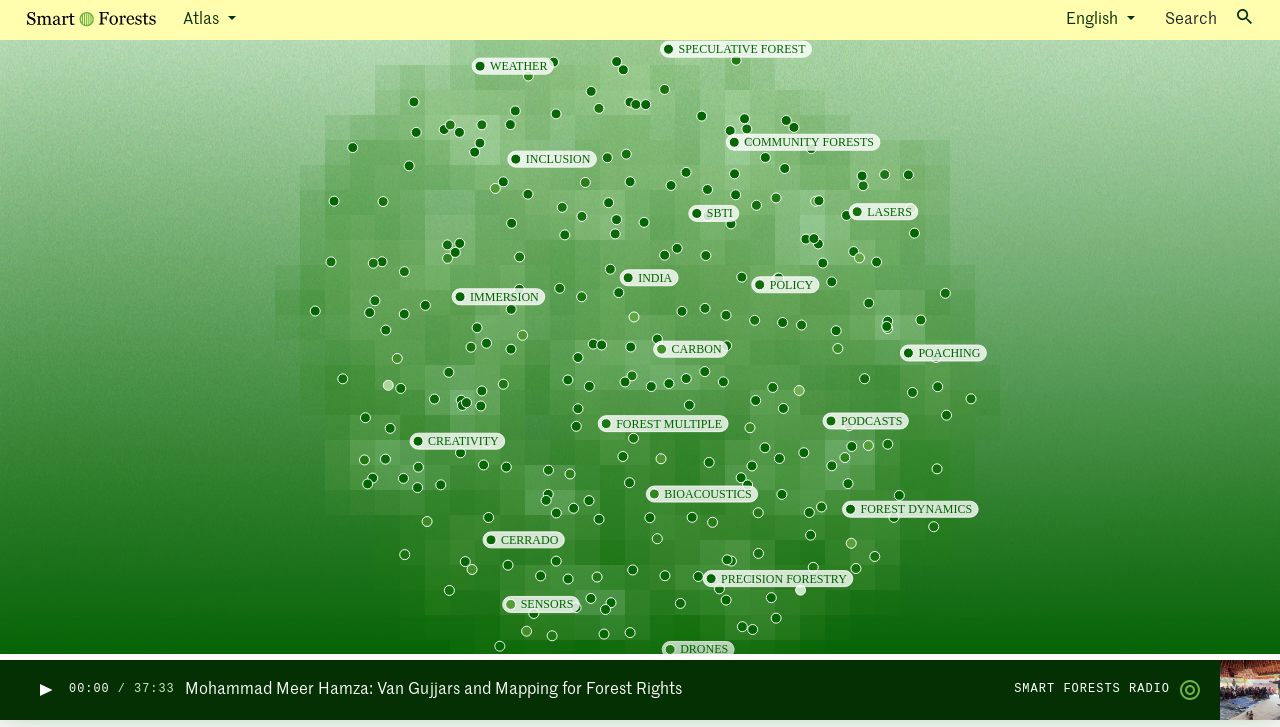 Smart Forests
Atlas
English
Search
SPECULATIVE FOREST
WEATHER
COMMUNITY FORESTS
INCLUSION
SBTI
LASERS
INDIA
POLICY
IMMERSION
CARBON
POACHING
FOREST MULTIPLE
PODCASTS
CREATIVITY
BIOACOUSTICS
FOREST DYNAMICS
CERRADO
PRECISION FORESTRY
SENSORS
DRONES
00:00 / 37:33 Mohammad Meer Hamza: Van Gujjars and Mapping for Forest Rights
SMART FORESTS RADIO